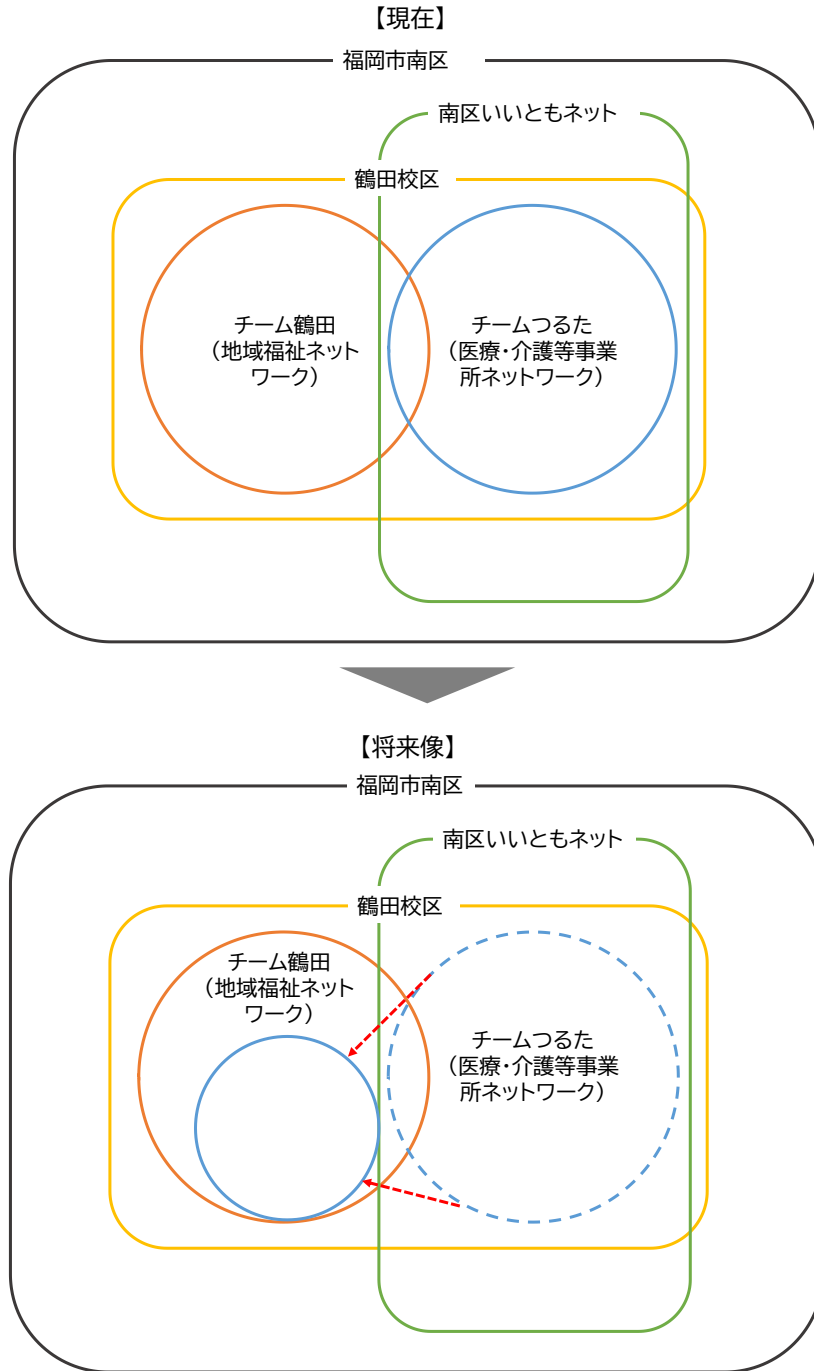 【現在】
福岡市南区
南区いいともネット
鶴田校区
チーム鶴田
（地域福祉ネット
ワーク）
チームつるた
（医療・介護等事業
所ネットワーク）
【将来像】
福岡市南区
南区いいともネット
鶴田校区
チーム鶴田
（地域福祉ネット
ワーク）
チームつるた
（医療・介護等事業
所ネットワーク）